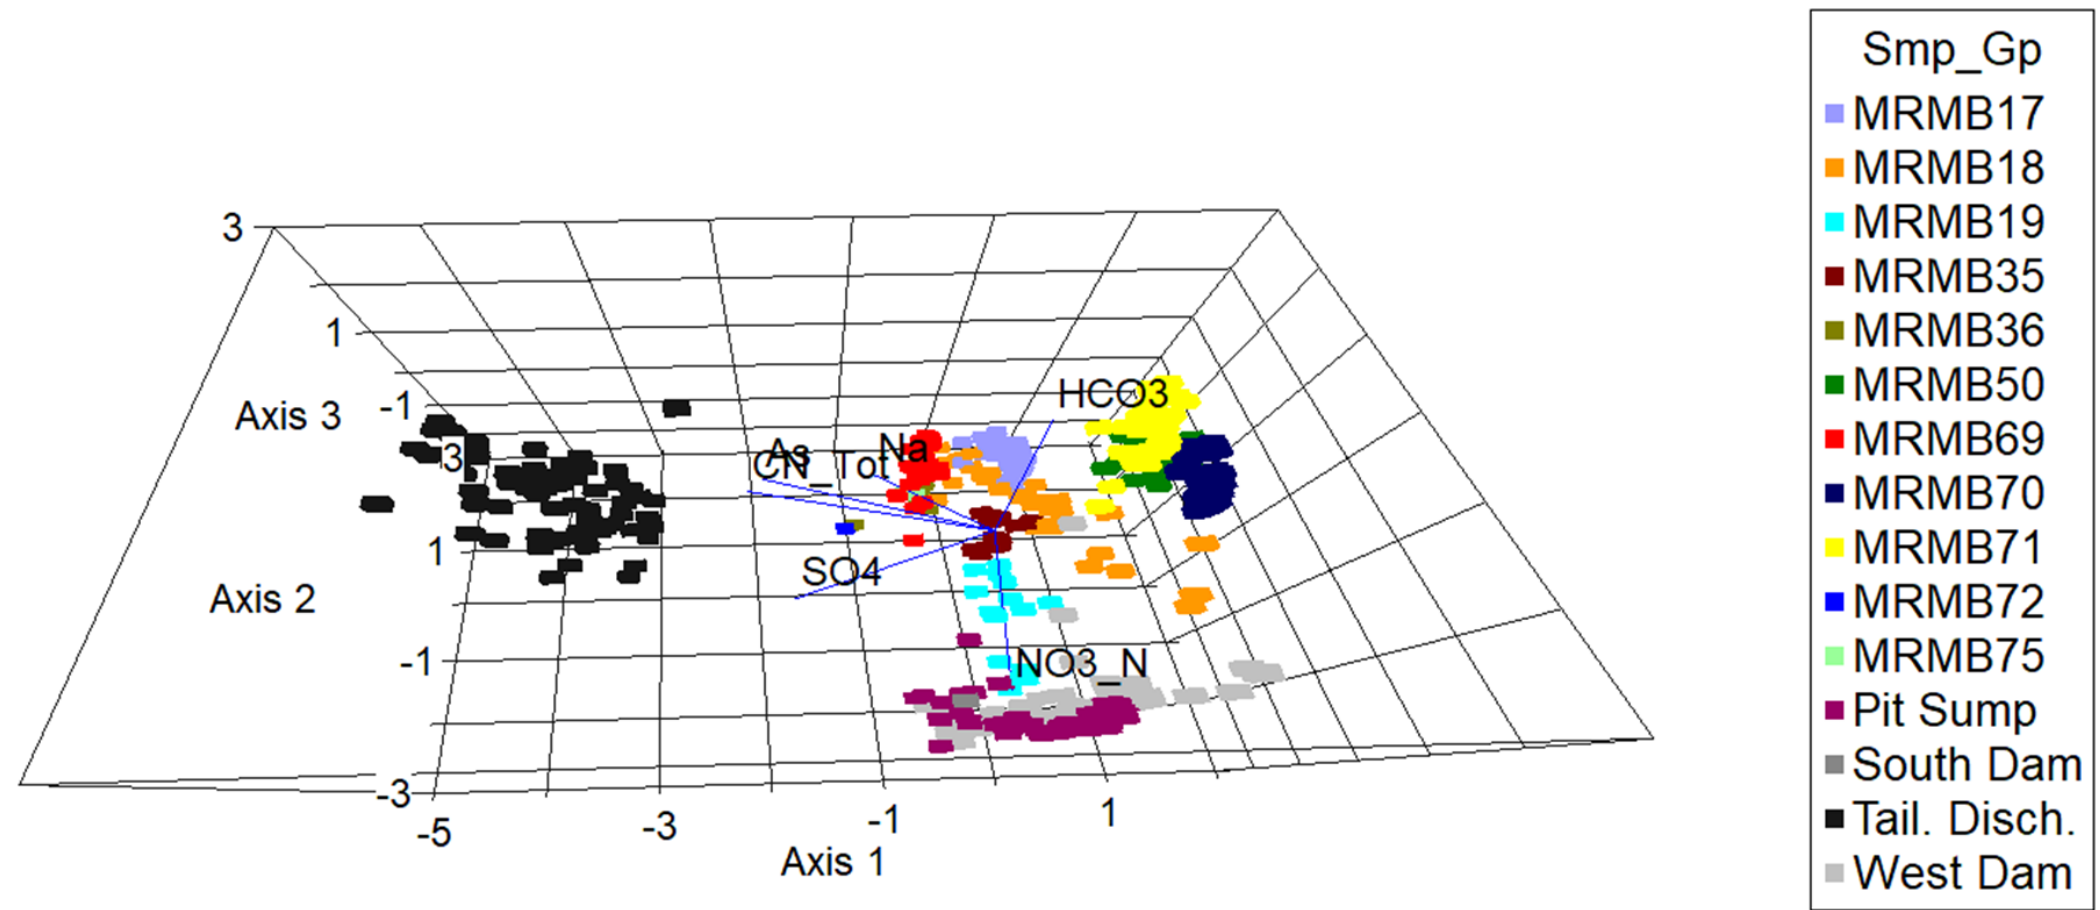 3
1
-1
Axis 3
3
1
Axis 2
-1
-3
-5
-3
-1
1
Axis 1
HCO3
As
Na
CN_Tot
SO4
NO3_N
Smp_Gp
MRMB17
MRMB18
MRMB19
MRMB35
MRMB36
MRMB50
MRMB69
MRMB70
MRMB71
MRMB72
MRMB75
Pit Sump
South Dam
Tail. Disch.
West Dam